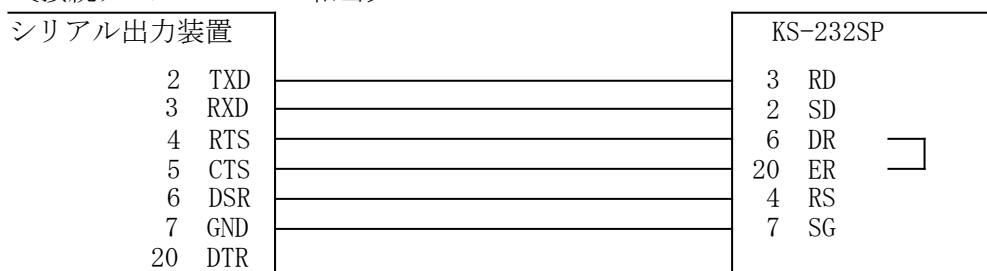 シリアル出力装置 KS-232SP
2 TXD 3 RD
3 RXD 2 SD
4 RTS 6 DR
5 CTS 20 ER
6 DSR 4 RS
7 GND 7 SG
20 DTR